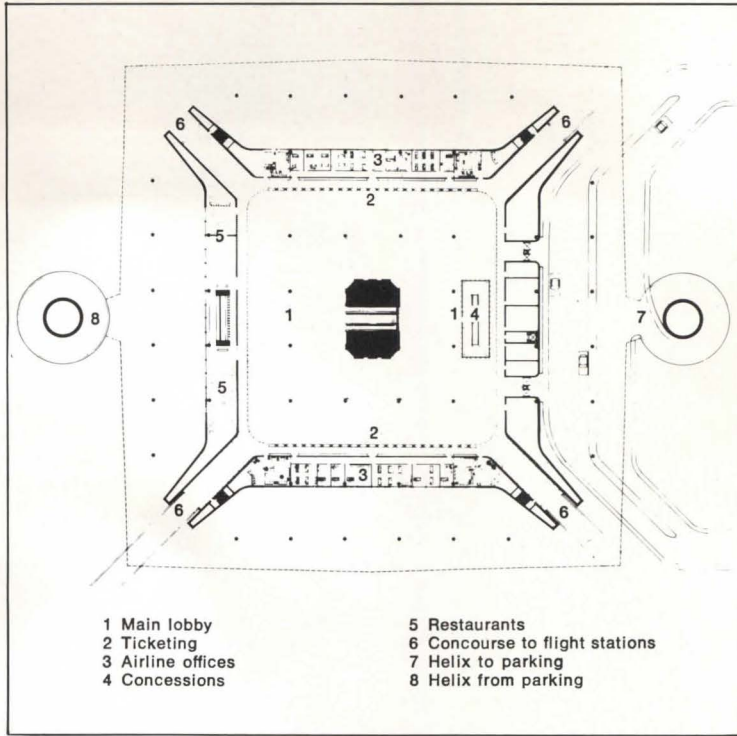 6
6
3
2
5
8
1
1
4
7
5
2
3
6
6
1 Main lobby
2 Ticketing
3 Airline offices
4 Concessions
5 Restaurants
6 Concourse to flight stations
7 Helix to parking
8 Helix from parking